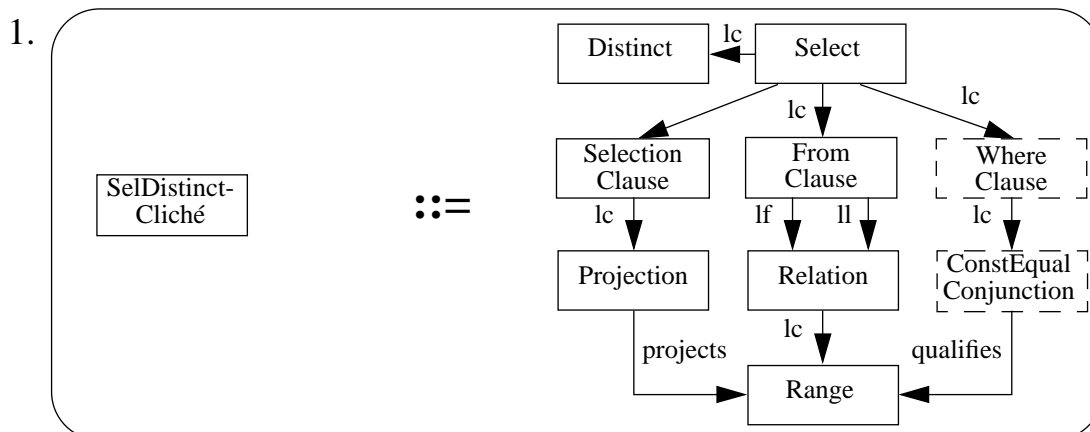 1.
Distinct
lc
Select
lc
lc
Selection
Clause
From
Clause
Where
Clause
SelDistinct-
Cliché
::=
lc
lf
ll
lc
Projection
Relation
ConstEqual
Conjunction
projects
lc
qualifies
Range